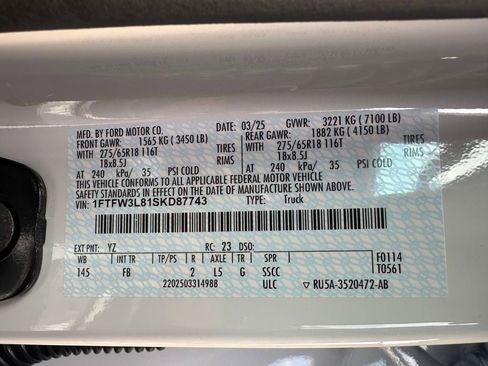 MFD. BY FORD MOTOR CO. 03/25 GVWR: 3221 KG ( 7100 LB)
FRONT GAWR: 1565 KG ( 3450 LB) REAR GAWR: 1882 KG ( 4150 LB)
WITH 275/65R18 116T TIRES WITH 275/65R18 116T TIRES
18x8.5J RIMS 18x8.5J RIMS
AT 240 kPa/ 35 PSI COLD AT 240 kPa/ 35 PSI COLD
THIS VEHICLE CONFORMS TO ALL APPLICABLE FEDERAL MOTOR VEHICLE
SAFETY STANDARDS IN EFFECT ON THE DATE OF MANUFACTURE SHOWN ABOVE.
VIN: 1FTFW3L81SKD87743 TYPE: Truck
EXT PNT: YZ RC: 23 DSO:
WB INT TR TP/PS R AXLE TR SPR F0114
145 FB 2 L5 G SSCC T0561
2202503314988 ULC RU5A-3520472-AB